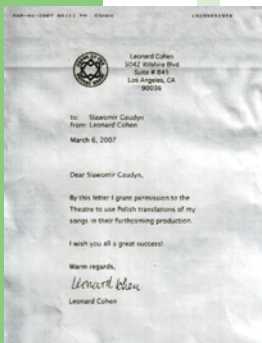 Leonard Cohen
5042 Wilshire Blvd
Suite # 845
Los Angeles, CA
90036
to: Slawomir Gaudyn
from: Leonard Cohen
March 6, 2007
Dear Slawomir Gaudyn,
By this letter I grant permission to the
Theatre to use Polish translations of my
songs in their forthcoming production.
I wish you all a great success!
Warm regards,
Leonard Cohen
Leonard Cohen